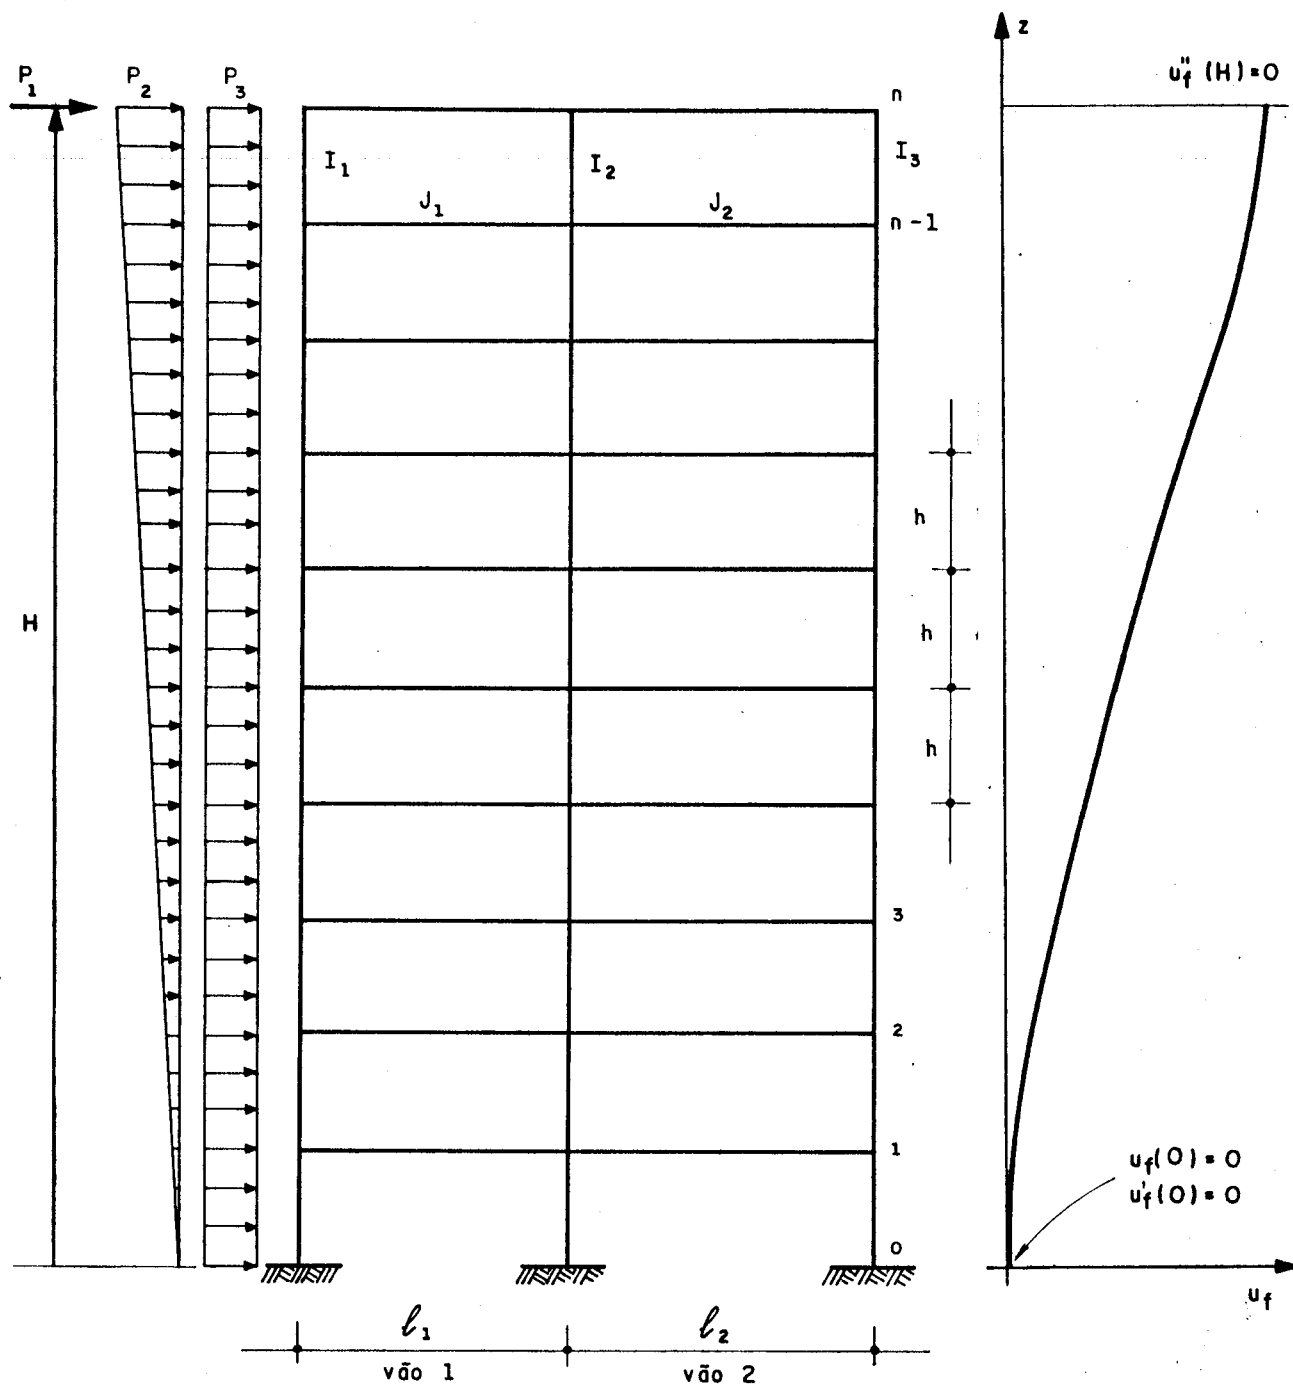 z
u"f (H)=0
P1
P2
P3
n
I1
I2
I3
J1
J2
n-1
h
H
h
h
3
2
1
uf(0)=0
u'f(0)=0
0
uf
ℓ1
ℓ2
vão 1
vão 2